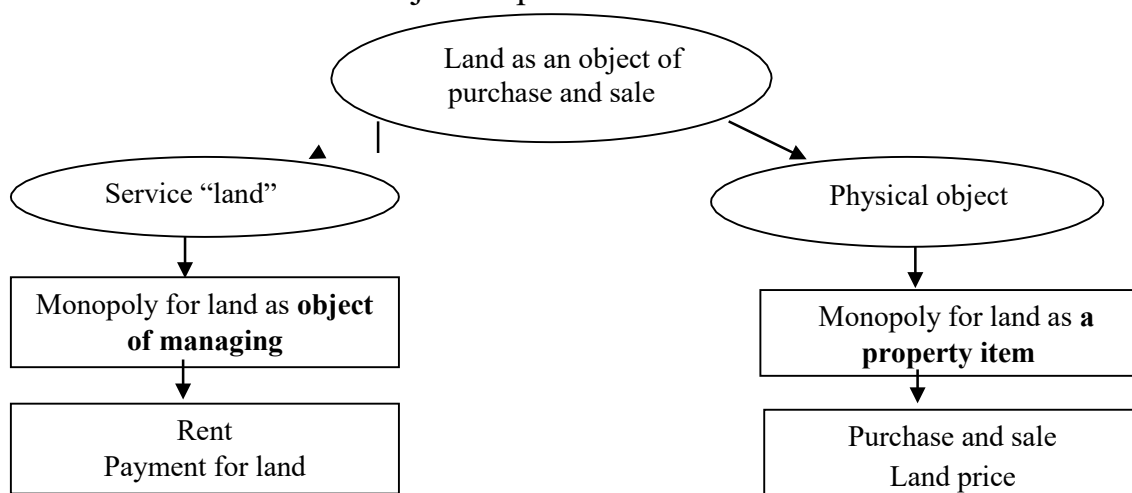 Land as an object of
purchase and sale
Service “land”
Physical object
Monopoly for land as object
of managing
Monopoly for land as a
property item
Rent
Payment for land
Purchase and sale
Land price